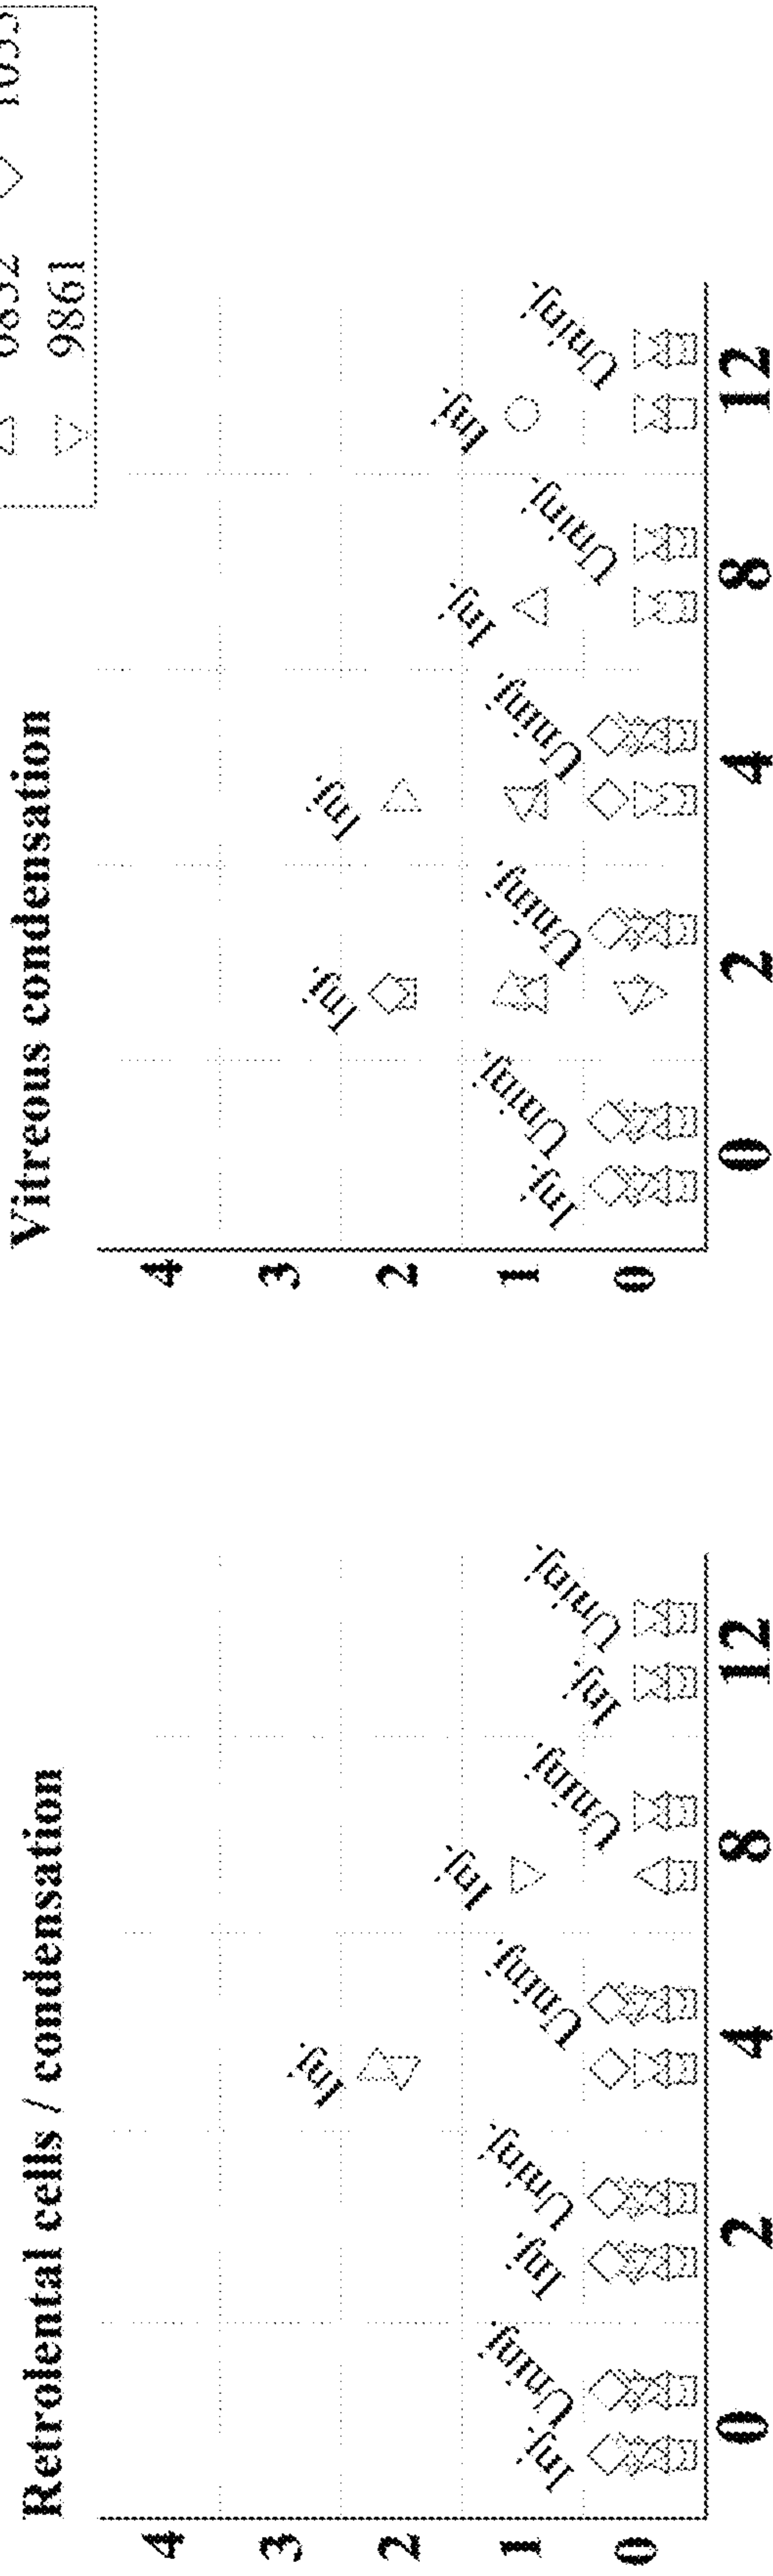 9861
Retrolental cells / condensation
4
3
2
1
0
Inj.
Uninj.
Inj.
Uninj.
Inj.
Uninj.
Inj.
Uninj.
Inj.
Uninj.
0
2
4
8
12
Vitreous condensation
4
3
2
1
0
Inj.
Uninj.
Inj.
Uninj.
Inj.
Uninj.
Inj.
Uninj.
Inj.
Uninj.
0
2
4
8
12